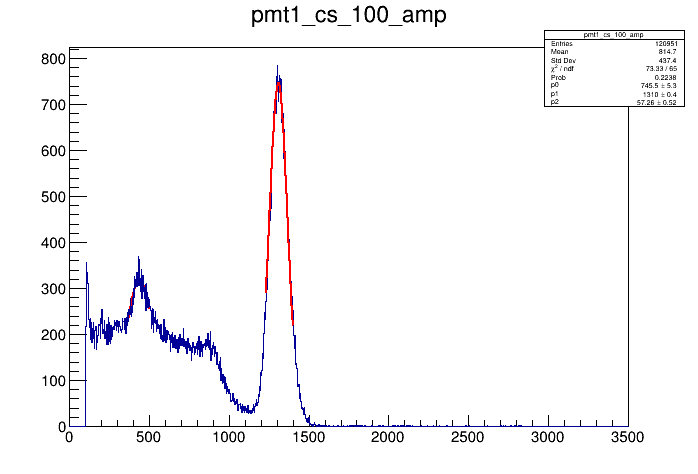 pmt1_cs_100_amp
pmt1_cs_100_amp
Entries 120951
Mean 814.7
Std Dev 437.4
χ² / ndf 73.33 / 65
Prob 0.2238
p0 745.5 ± 5.3
p1 1310 ± 0.4
p2 57.26 ± 0.52
800
700
600
500
400
300
200
100
0
0 500 1000 1500 2000 2500 3000 3500